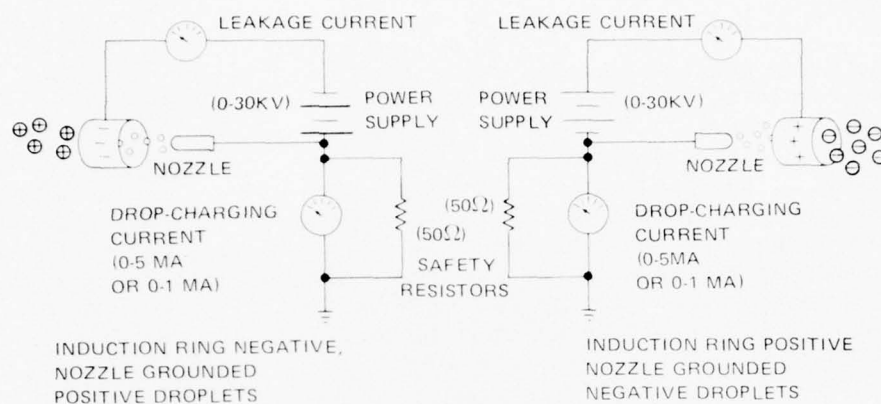 LEAKAGE CURRENT
LEAKAGE CURRENT
(0-30KV)
POWER
SUPPLY
POWER
SUPPLY
(0-30KV)
NOZZLE
NOZZLE
DROP-CHARGING
CURRENT
(0-5 MA
OR 0-1 MA)
(50Ω)
(50Ω)
SAFETY
RESISTORS
DROP-CHARGING
CURRENT
(0-5MA
OR 0-1 MA)
INDUCTION RING NEGATIVE,
NOZZLE GROUNDED
POSITIVE DROPLETS
INDUCTION RING POSITIVE
NOZZLE GROUNDED
NEGATIVE DROPLETS